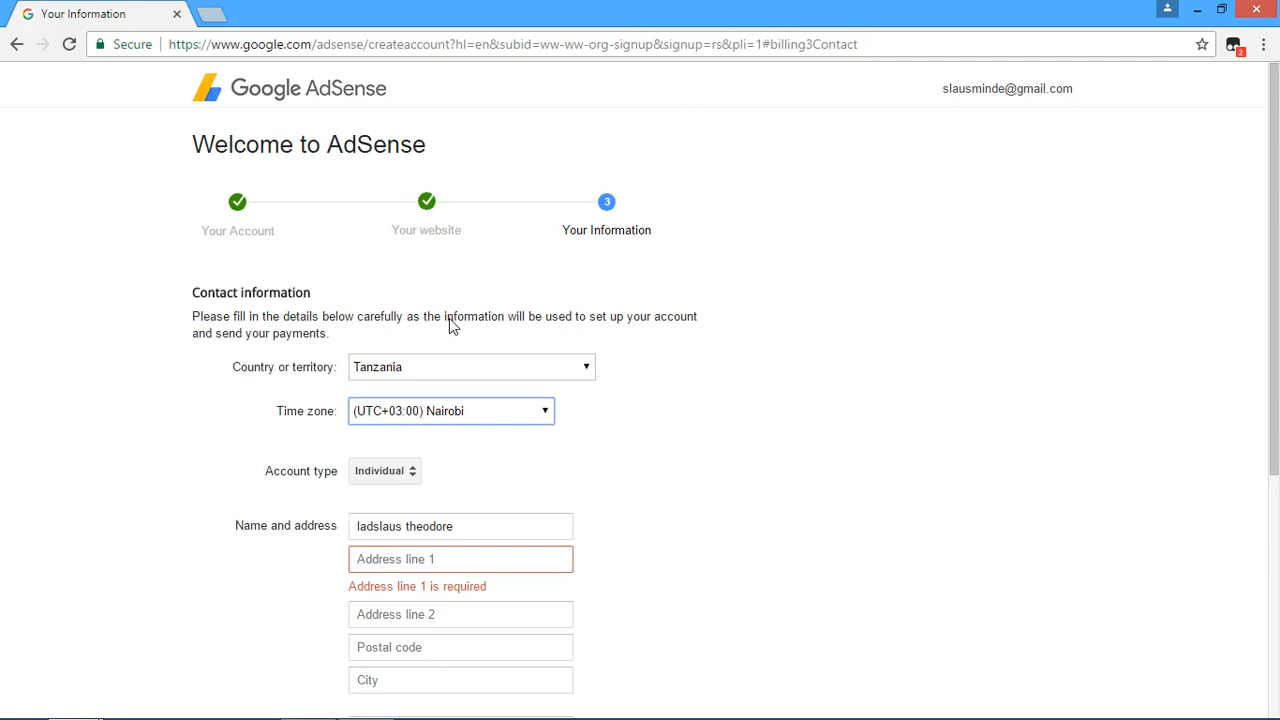 Your Information
Secure
https://www.google.com/adsense/createaccount?hl=en&subid=ww-ww-org-signup&signup=rs&pli=1#billing3Contact
2
Google AdSense
slausminde@gmail.com
Welcome to AdSense
3
Your Account
Your website
Your Information
Contact information
Please fill in the details below carefully as the information will be used to set up your account
and send your payments.
Country or territory: Tanzania
Time zone: (UTC+03:00) Nairobi
Account type Individual
Name and address ladslaus theodore
Address line 1
Address line 1 is required
Address line 2
Postal code
City